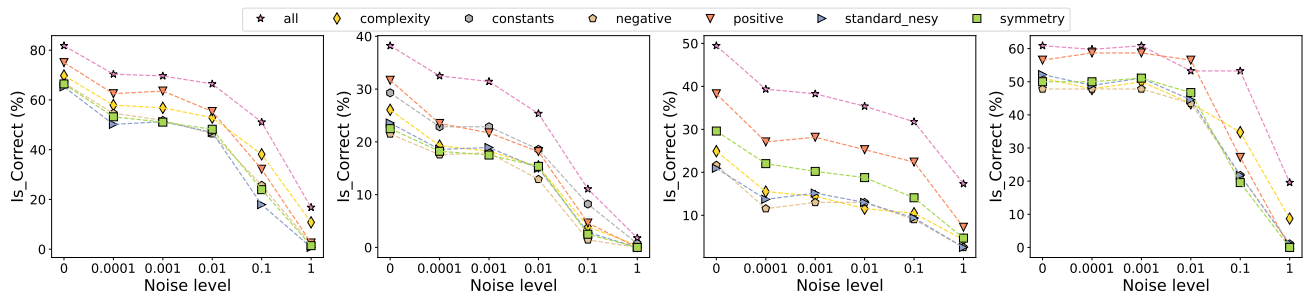 all complexity constants negative positive standard_nesy symmetry
Is_Correct (%)
80
60
40
20
0
0 0.0001 0.001 0.01 0.1 1
Noise level
Is_Correct (%)
40
30
20
10
0
0 0.0001 0.001 0.01 0.1 1
Noise level
Is_Correct (%)
50
40
30
20
10
0 0.0001 0.001 0.01 0.1 1
Noise level
Is_Correct (%)
60
50
40
30
20
10
0
0 0.0001 0.001 0.01 0.1 1
Noise level